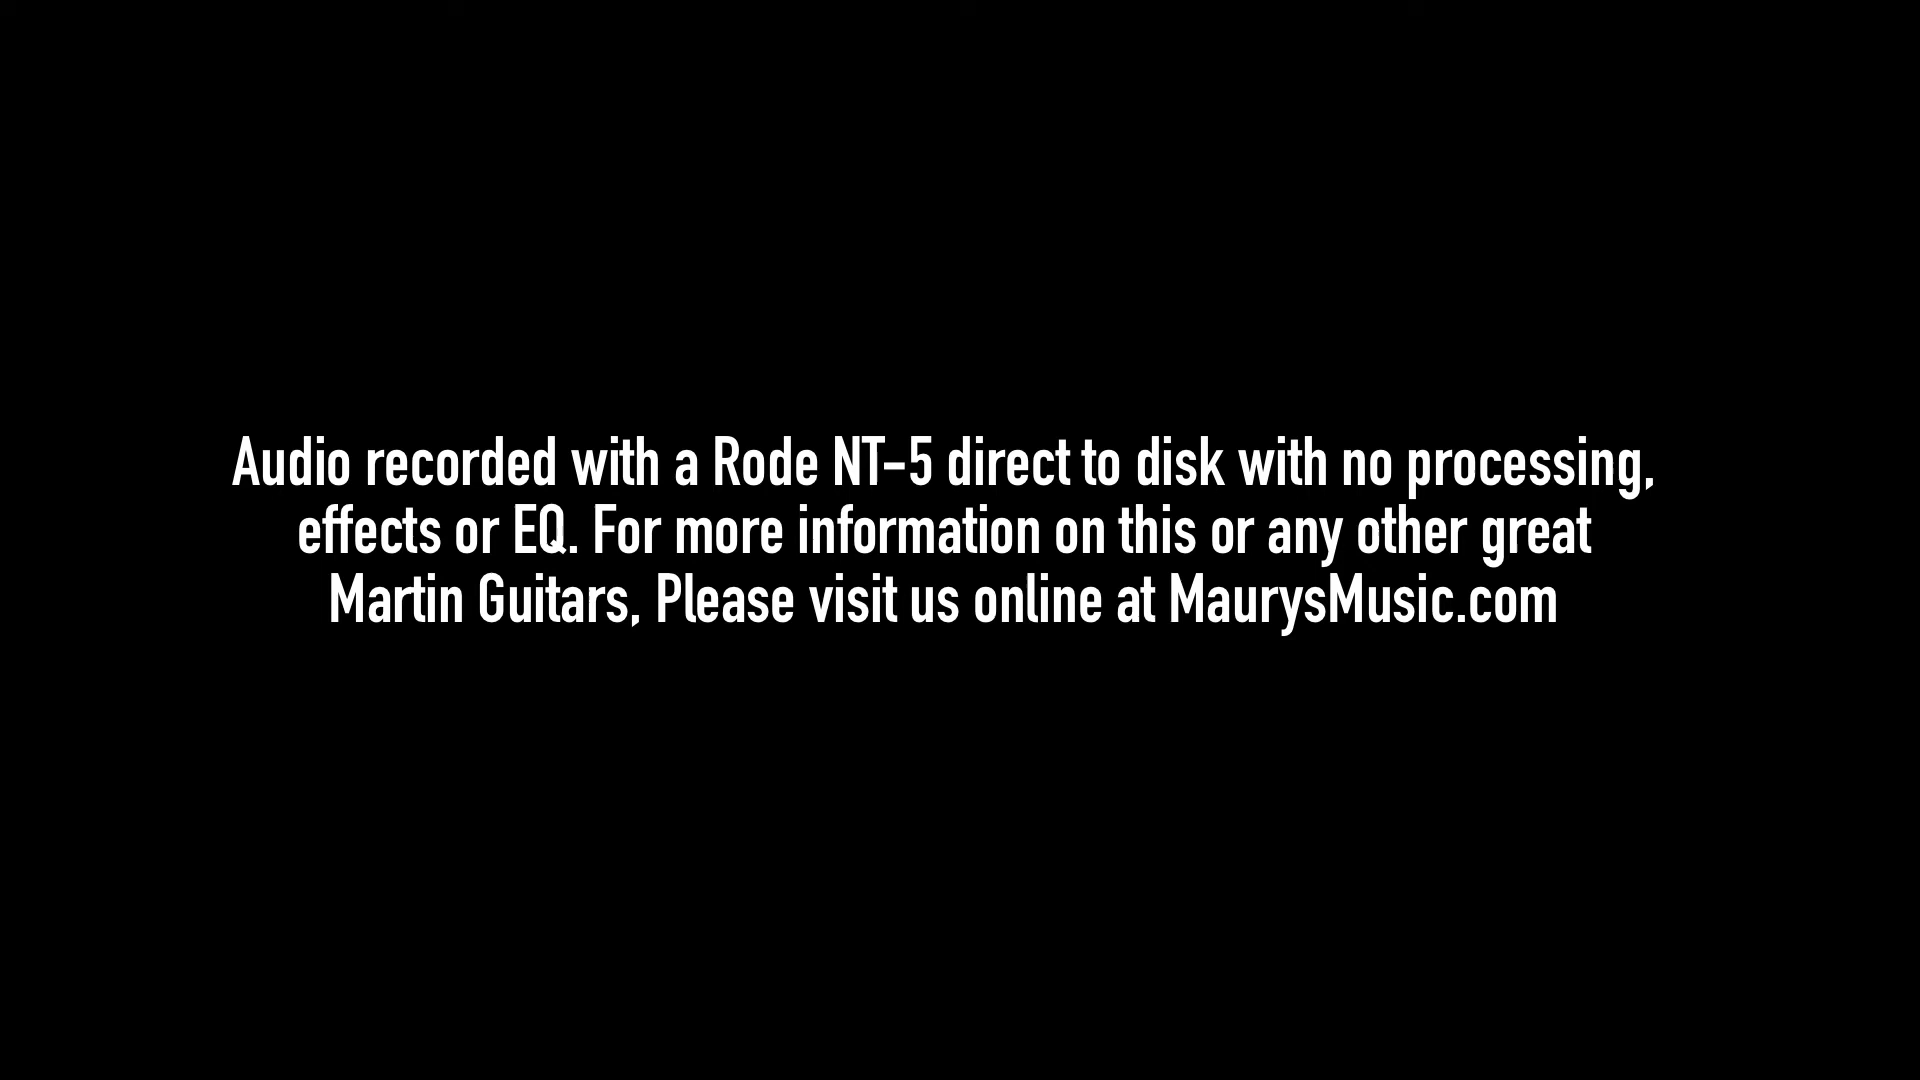 Audio recorded with a Rode NT-5 direct to disk with no processing,
effects or EQ. For more information on this or any other great
Martin Guitars, Please visit us online at MaurysMusic.com